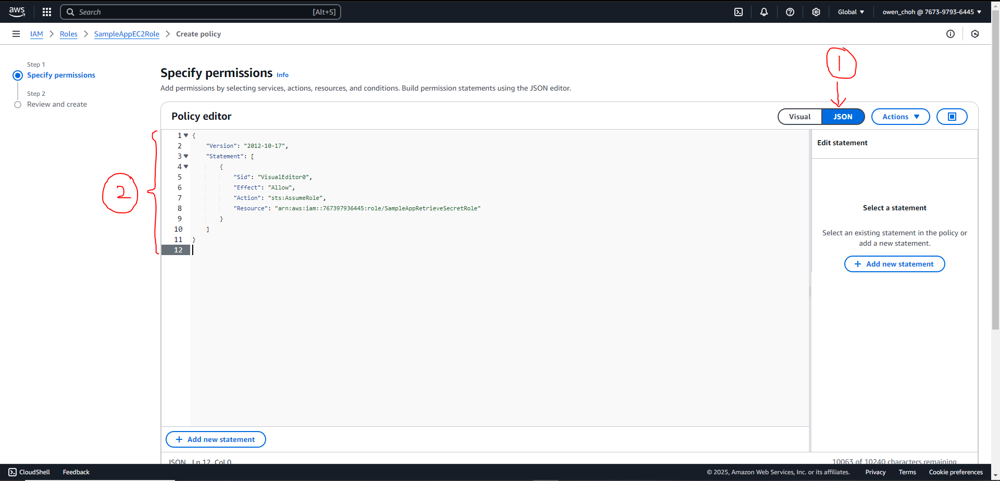 aws
Search [Alt+S]
Global
owen_choh @ 7673-9793-6445
IAM > Roles > SampleAppEC2Role > Create policy
Step 1
Specify permissions
Step 2
Review and create
Specify permissions Info
Add permissions by selecting services, actions, resources, and conditions. Build permission statements using the JSON editor.
1
Policy editor
Visual
JSON
Actions
2
1 {
2 "Version": "2012-10-17",
3 "Statement": [
4 {
5 "Sid": "VisualEditor0",
6 "Effect": "Allow",
7 "Action": "sts:AssumeRole",
8 "Resource": "arn:aws:iam::767397936445:role/SampleAppRetrieveSecretRole"
9 }
10 ]
11 }
12
Edit statement
Select a statement
Select an existing statement in the policy or
add a new statement.
+ Add new statement
+ Add new statement
JSON Ln 12, Col 0
10063 of 10240 characters remaining
CloudShell
Feedback
© 2025, Amazon Web Services, Inc. or its affiliates.
Privacy
Terms
Cookie preferences